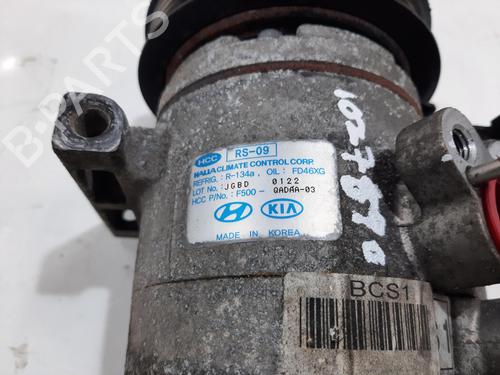 B-PARTS
HCC RS-09
HALLA CLIMATE CONTROL CORP.
REFRIG.: R-134a, OIL: FD46XG
LOT No.: JGBD 0122
HCC P/No.: F500-QADAA-03
HYUNDAI KIA
MADE IN KOREA
1027870
BCS1